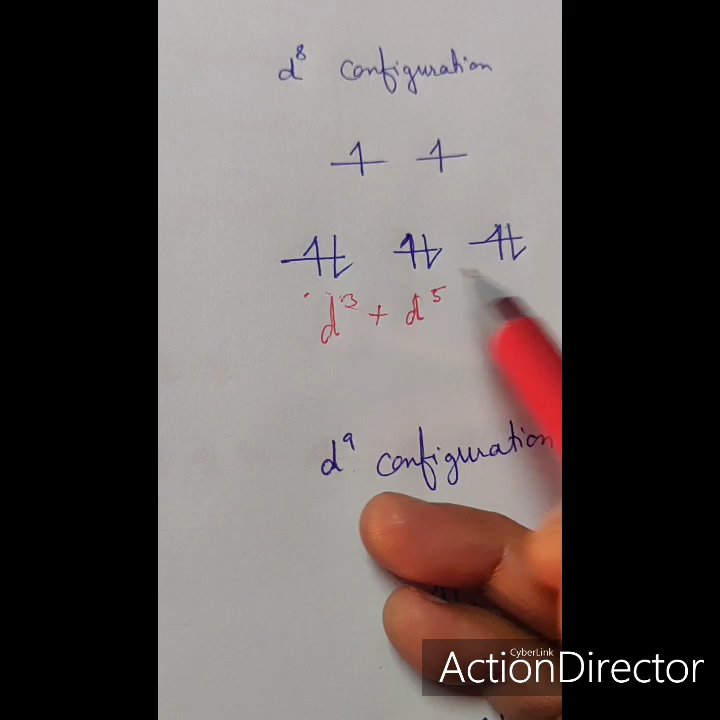 d⁸ configuration
d³ + d⁵
d⁹ configuration
CyberLink
ActionDirector